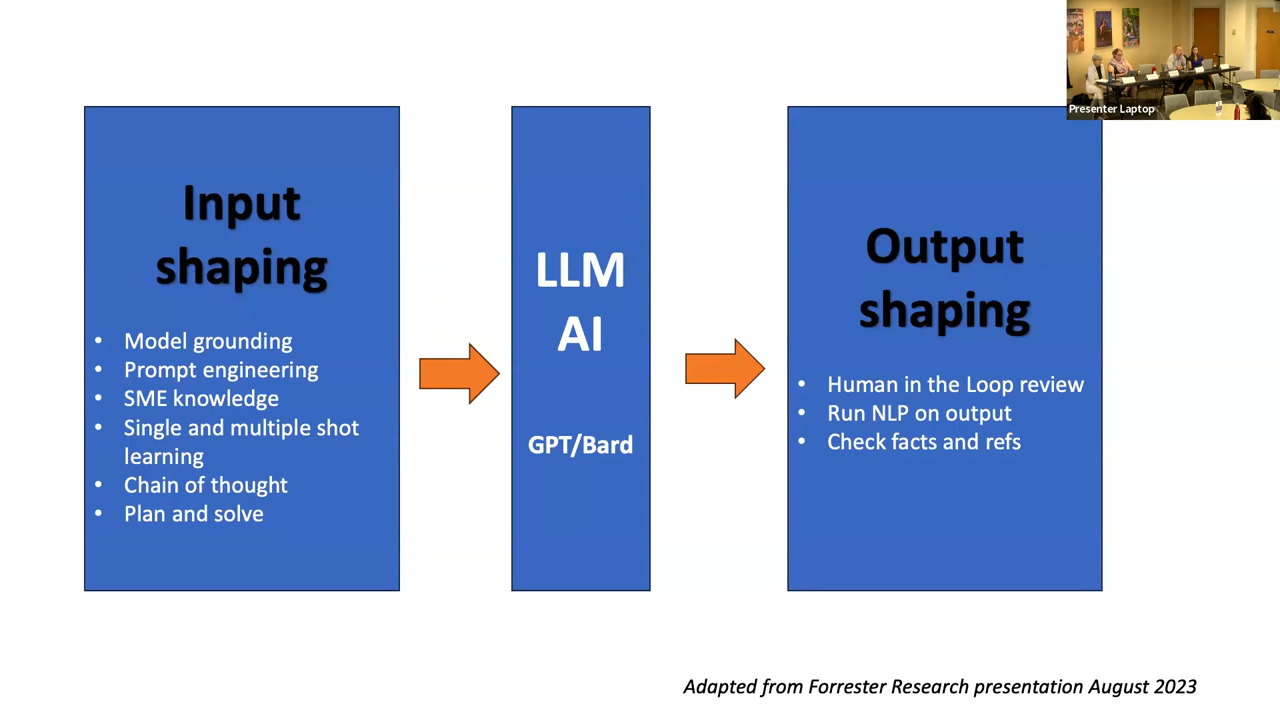 Presenter Laptop
Input
shaping
• Model grounding
• Prompt engineering
• SME knowledge
• Single and multiple shot
learning
• Chain of thought
• Plan and solve
LLM
AI
GPT/Bard
Output
shaping
• Human in the Loop review
• Run NLP on output
• Check facts and refs
Adapted from Forrester Research presentation August 2023